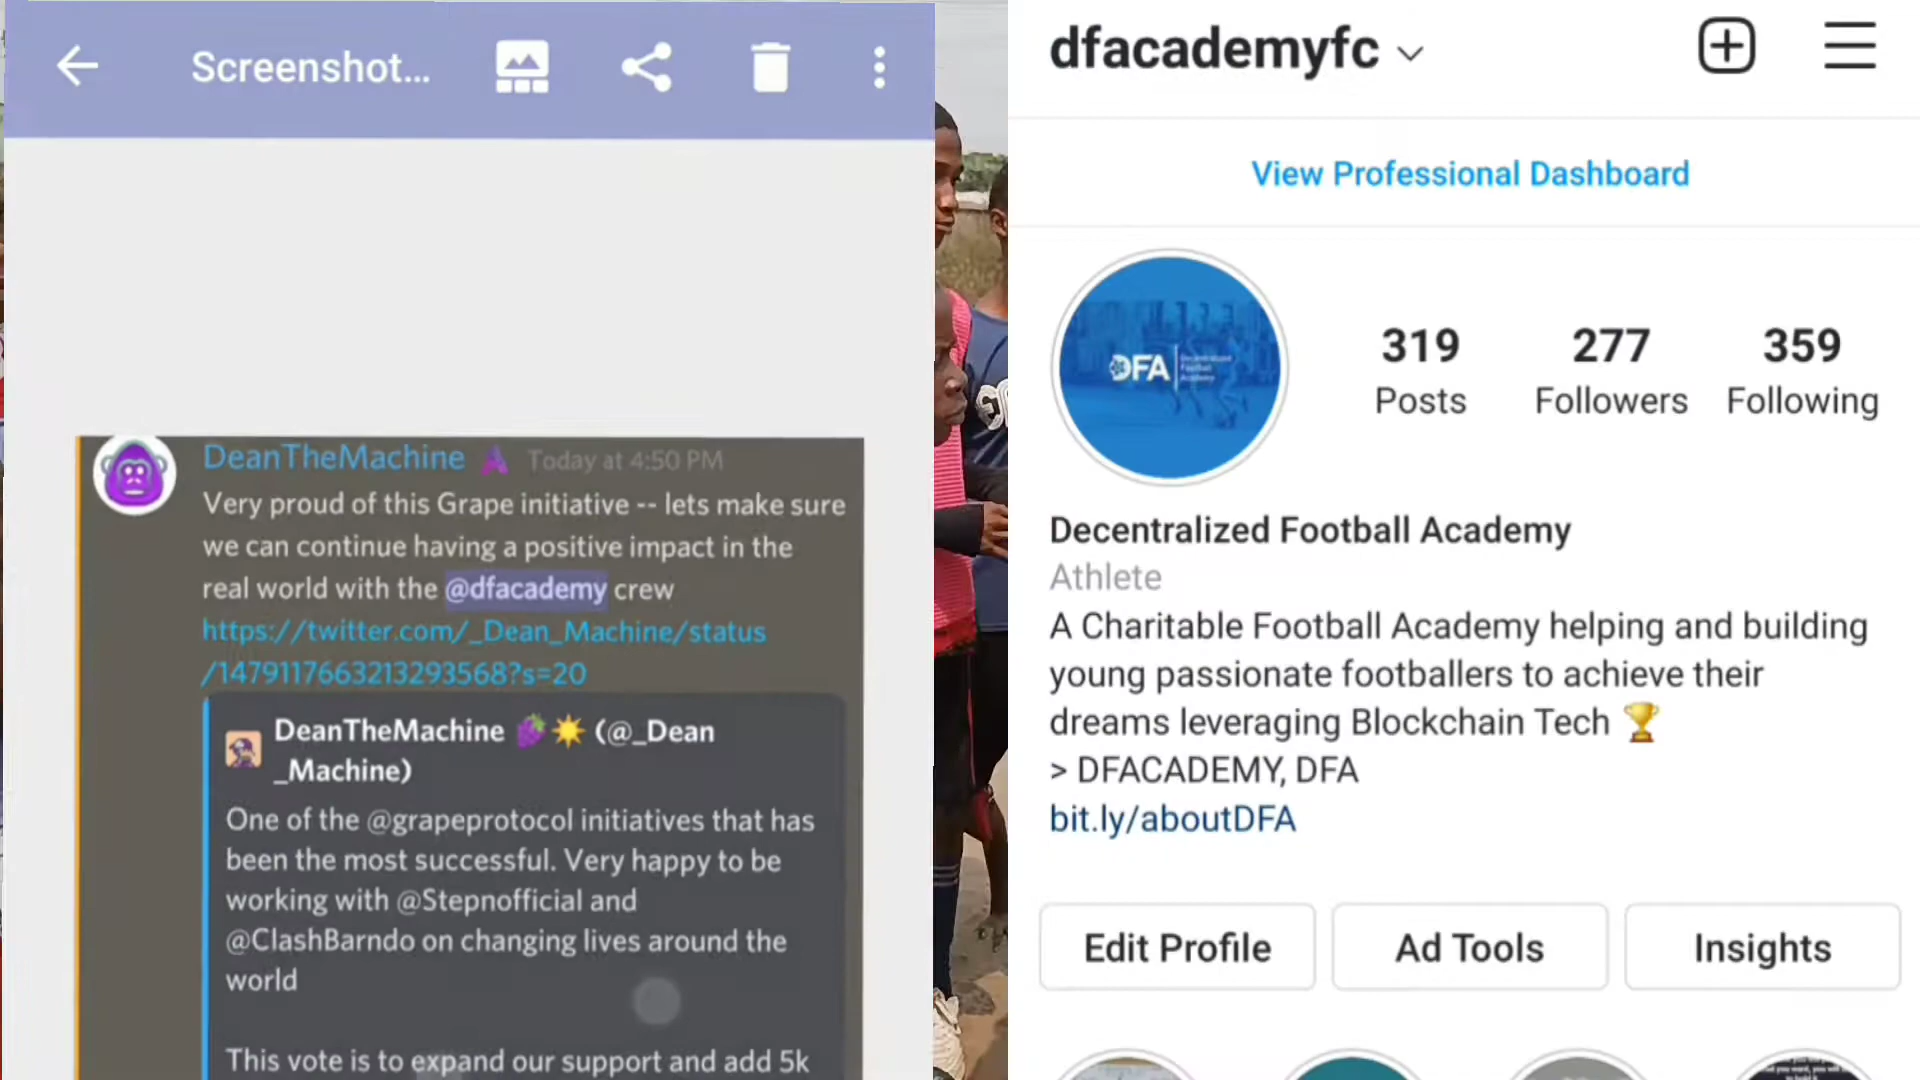 Screenshot...
DeanTheMachine Today at 4:50 PM
Very proud of this Grape initiative -- lets make sure
we can continue having a positive impact in the
real world with the @dfacademy crew
https://twitter.com/_Dean_Machine/status
/1479117663213293568?s=20
DeanTheMachine 🍇☀️ (@_Dean
_Machine)
One of the @grapeprotocol initiatives that has
been the most successful. Very happy to be
working with @Stepnofficial and
@ClashBarndo on changing lives around the
world
This vote is to expand our support and add 5k
dfacademyfc
View Professional Dashboard
DFA Decentralized
Football
Academy
319 277 359
Posts Followers Following
Decentralized Football Academy
Athlete
A Charitable Football Academy helping and building
young passionate footballers to achieve their
dreams leveraging Blockchain Tech 🏆
> DFACADEMY, DFA
bit.ly/aboutDFA
Edit Profile Ad Tools Insights